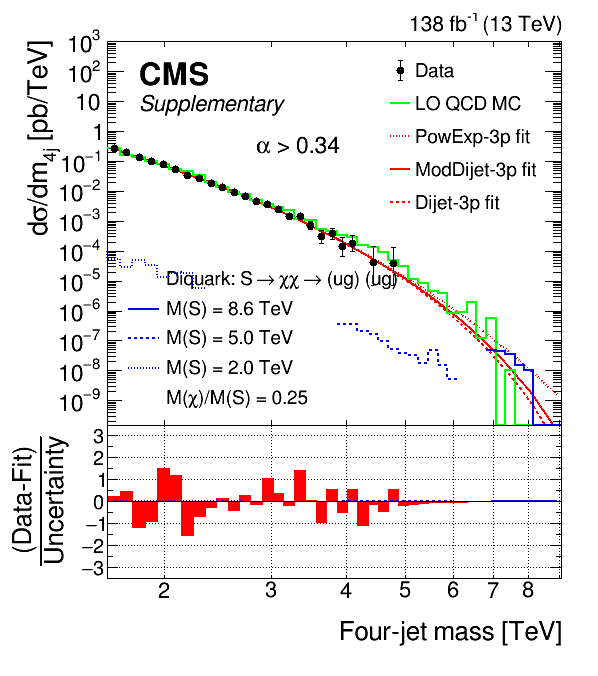 138 fb⁻¹ (13 TeV)
dσ/dm₄ⱼ [pb/TeV]
10³
10²
10
1
10⁻¹
10⁻²
10⁻³
10⁻⁴
10⁻⁵
10⁻⁶
10⁻⁷
10⁻⁸
10⁻⁹
CMS
Supplementary
α > 0.34
Data
LO QCD MC
PowExp-3p fit
ModDijet-3p fit
Dijet-3p fit
Diquark: S → χχ → (ug) (ug)
M(S) = 8.6 TeV
M(S) = 5.0 TeV
M(S) = 2.0 TeV
M(χ)/M(S) = 0.25
(Data-Fit)
Uncertainty
3
2
1
0
−1
−2
−3
2 3 4 5 6 7 8
Four-jet mass [TeV]